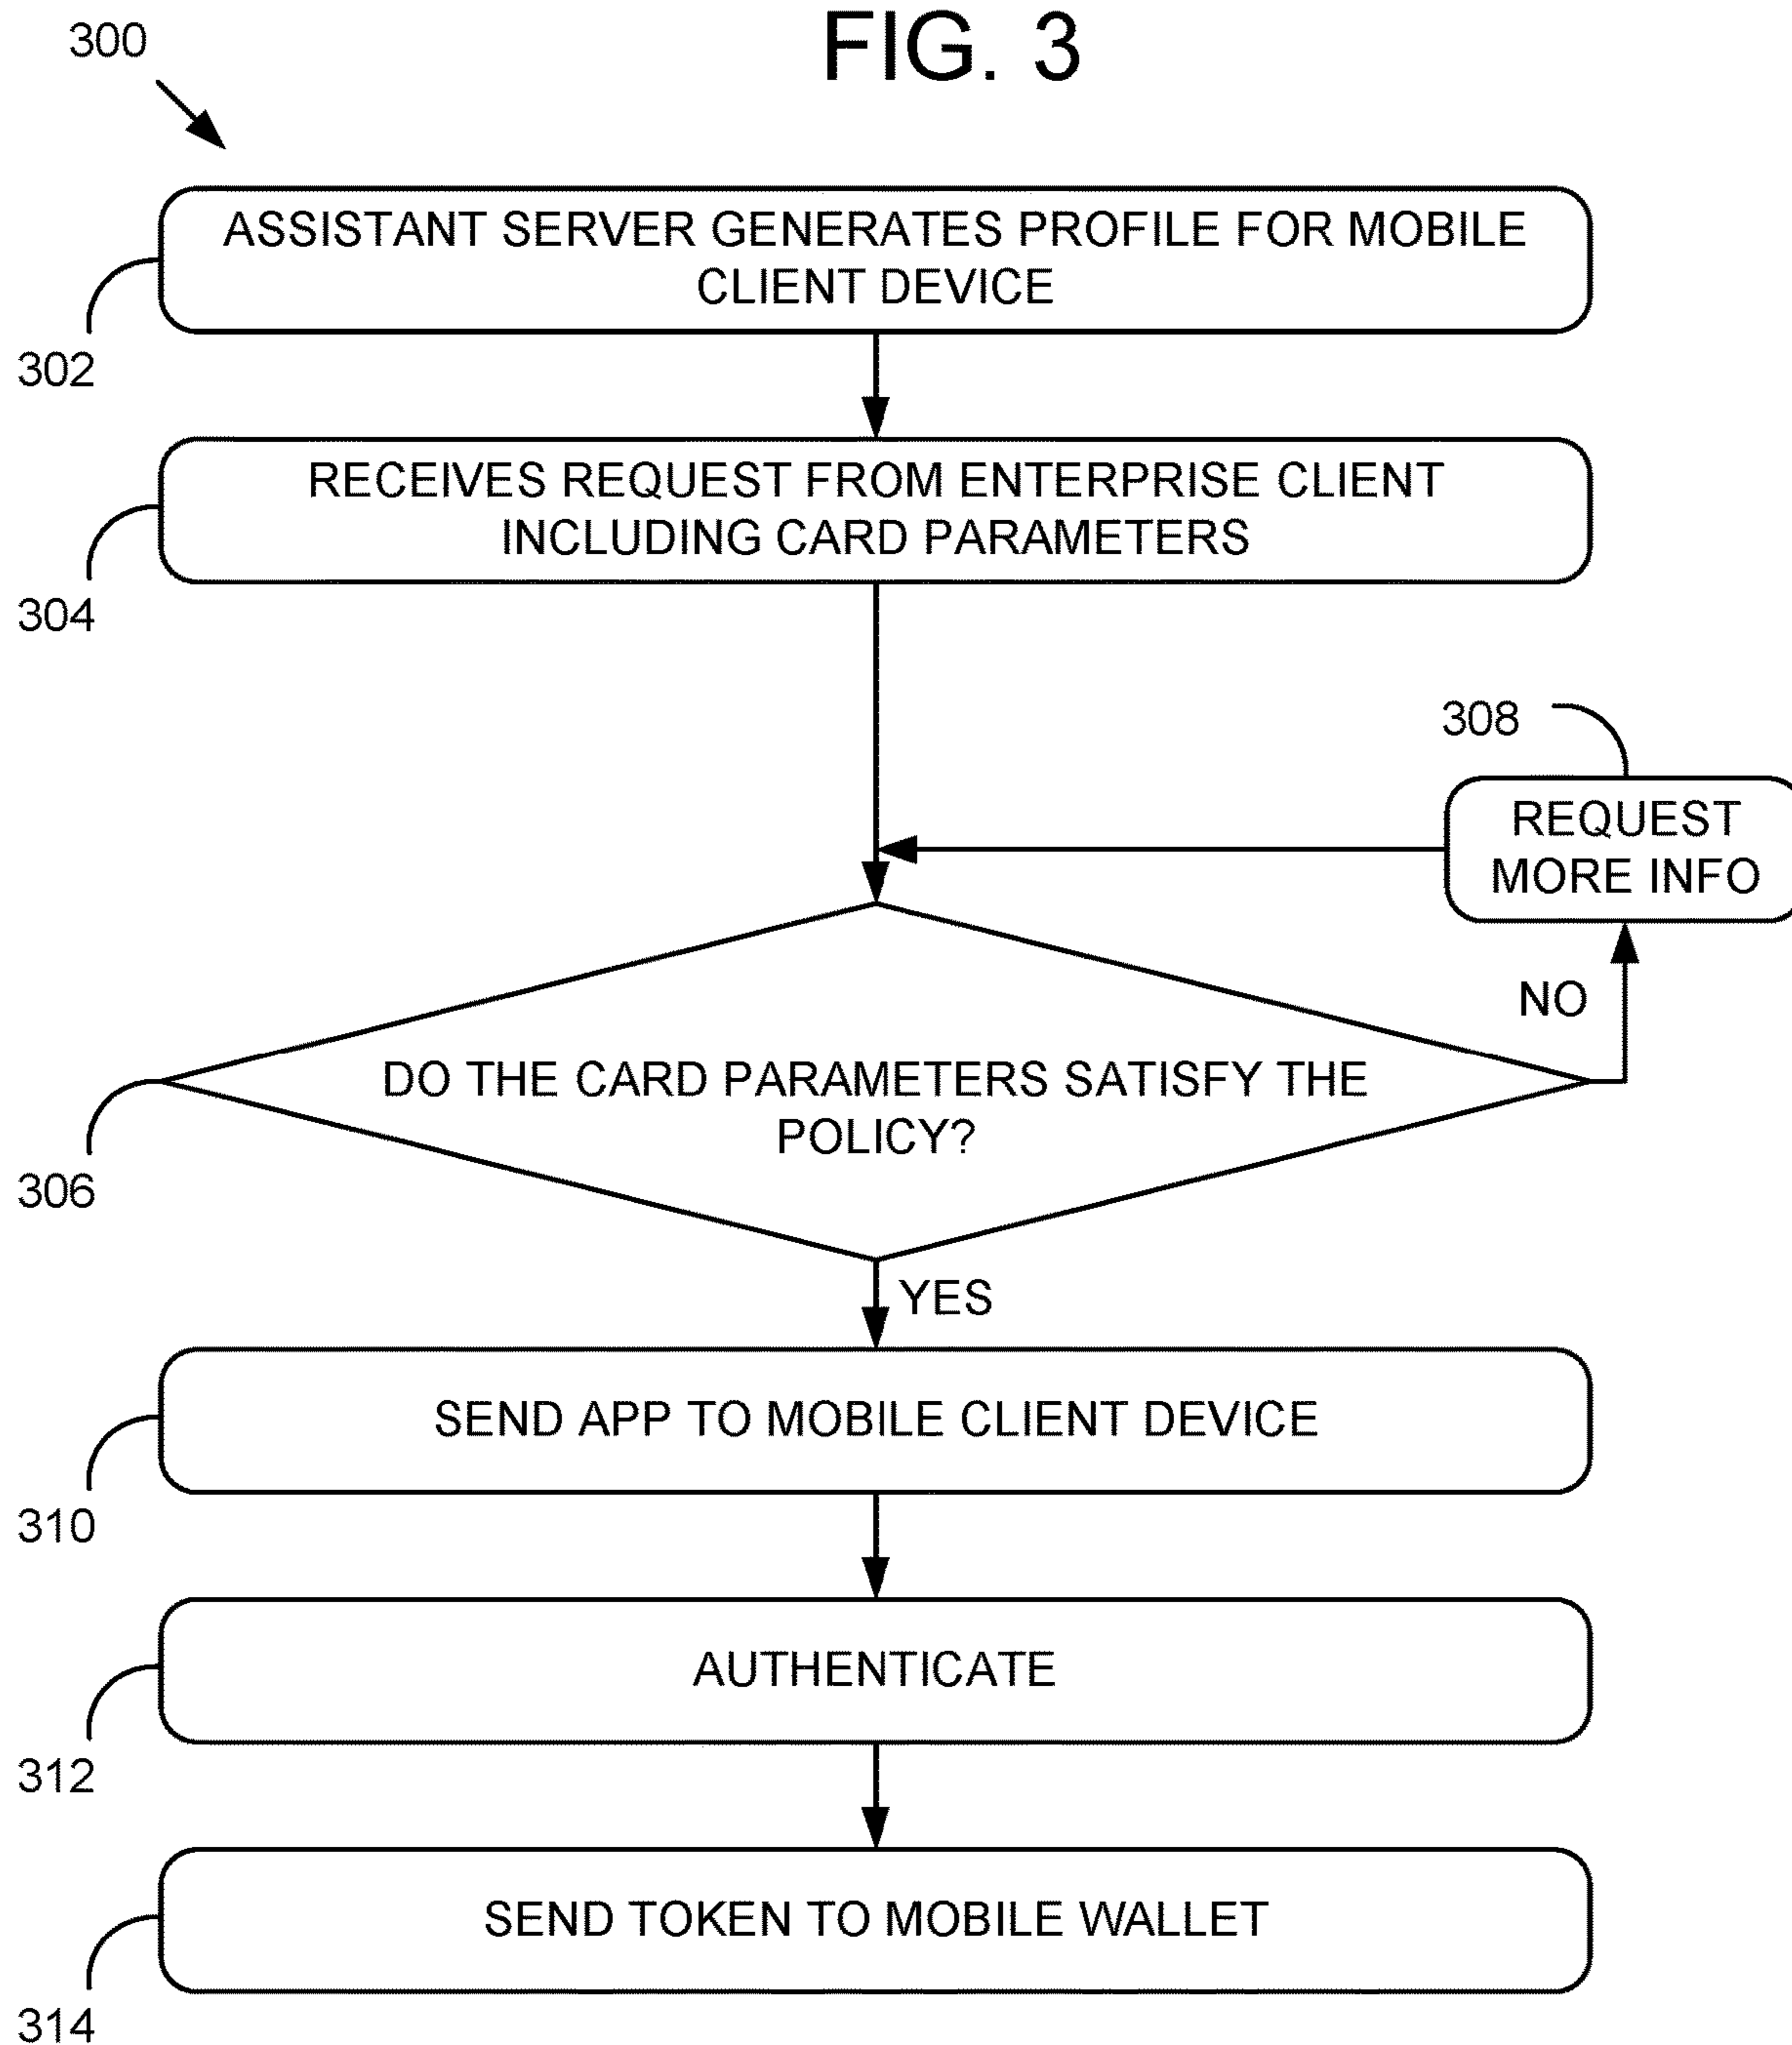 FIG. 3
300
ASSISTANT SERVER GENERATES PROFILE FOR MOBILE
CLIENT DEVICE
302
RECEIVES REQUEST FROM ENTERPRISE CLIENT
INCLUDING CARD PARAMETERS
304
308
REQUEST
MORE INFO
NO
DO THE CARD PARAMETERS SATISFY THE
POLICY?
306
YES
SEND APP TO MOBILE CLIENT DEVICE
310
AUTHENTICATE
312
SEND TOKEN TO MOBILE WALLET
314